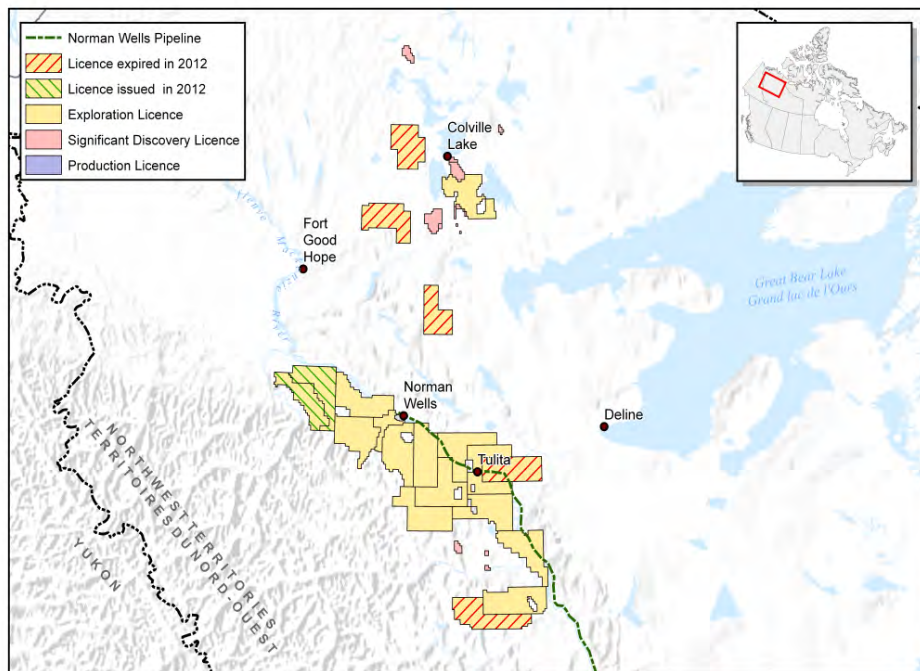 Norman Wells Pipeline
Licence expired in 2012
Licence issued in 2012
Exploration Licence
Significant Discovery Licence
Production Licence
Colville
Lake
Fort
Good
Hope
River
Great Bear Lake
Grand lac de l'Ours
Norman
Wells
Deline
Tulita
NORTHWEST TERRITORIES
TERRITOIRES DU NORD-OUEST
YUKON